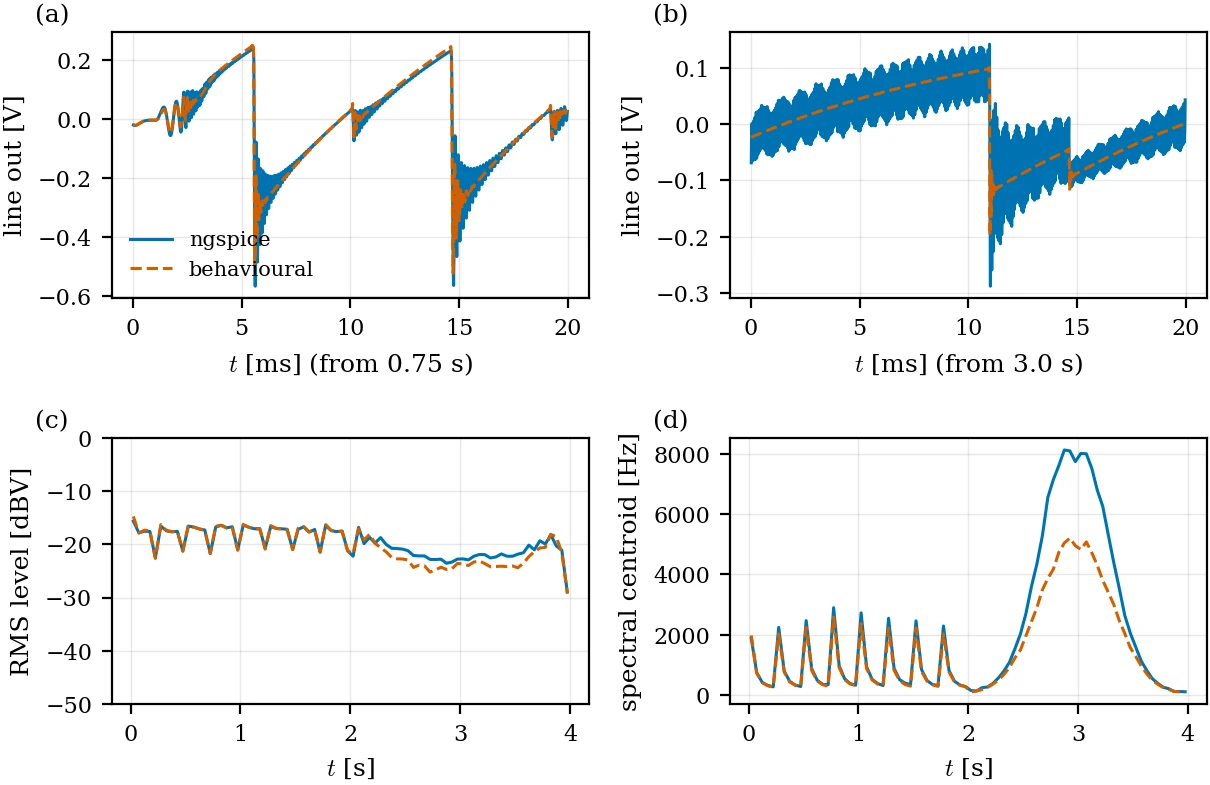 (a)
line out [V]
0.2
0.0
−0.2
−0.4
−0.6
ngspice
behavioural
0 5 10 15 20
t [ms] (from 0.75 s)
(b)
line out [V]
0.1
0.0
−0.1
−0.2
−0.3
0 5 10 15 20
t [ms] (from 3.0 s)
(c)
RMS level [dBV]
0
−10
−20
−30
−40
−50
0 1 2 3 4
t [s]
(d)
spectral centroid [Hz]
8000
6000
4000
2000
0
0 1 2 3 4
t [s]